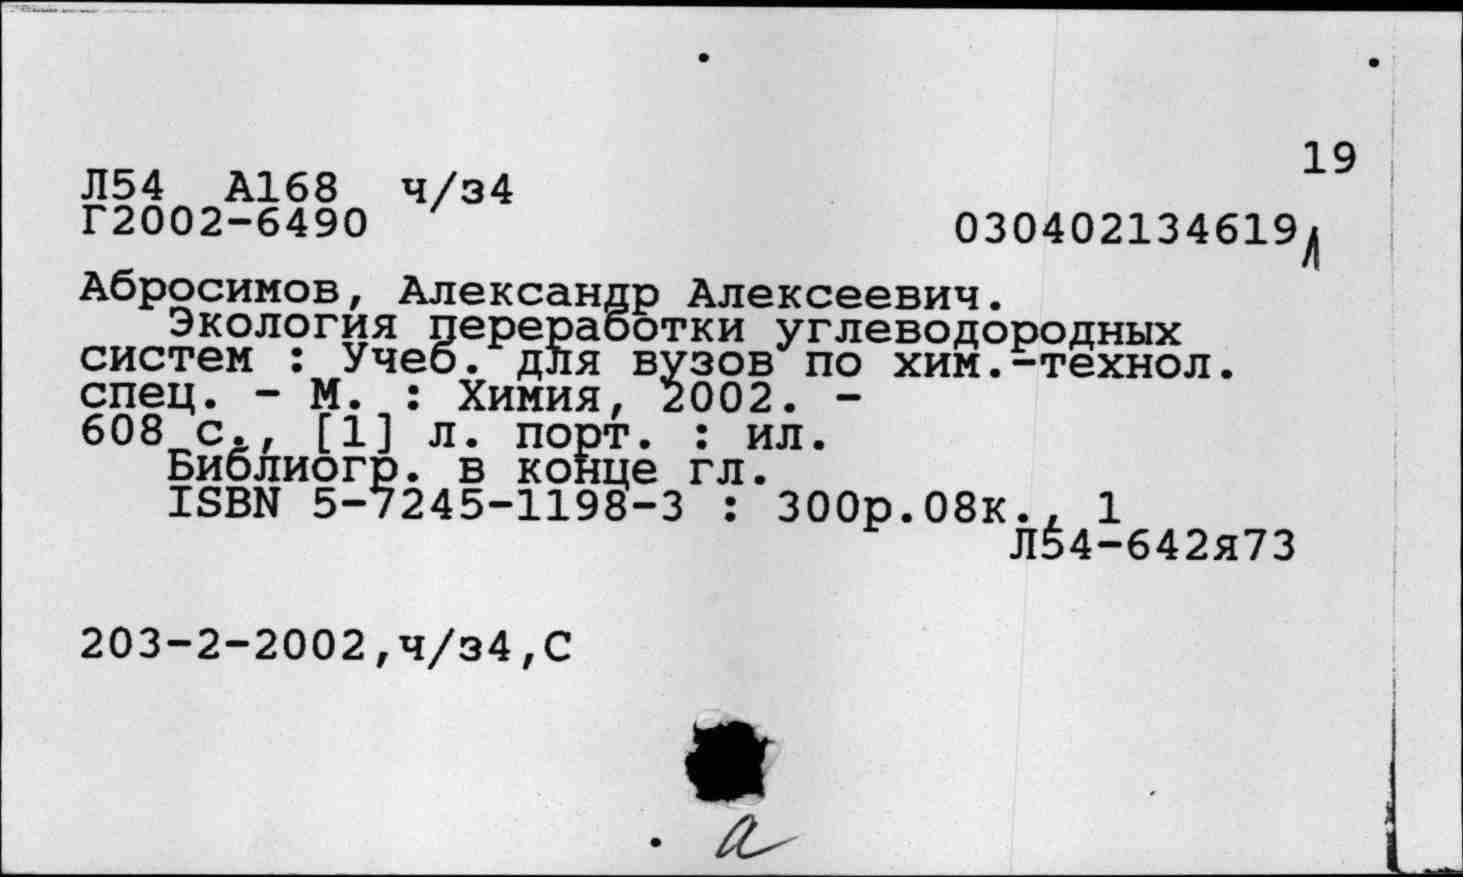 19
Л54 А168 ч/з4
Г2002-6490 030402134619Л
Абросимов, Александр Алексеевич.
Экология переработки углеводородных
систем : Учеб. для вузов по хим.-технол.
спец. - М. : Химия, 2002. -
608 с., [1] л. порт. : ил.
Библиогр. в конце гл.
ISBN 5-7245-1198-3 : 300р.08к., 1
Л54-642я73
203-2-2002,ч/з4,С
а